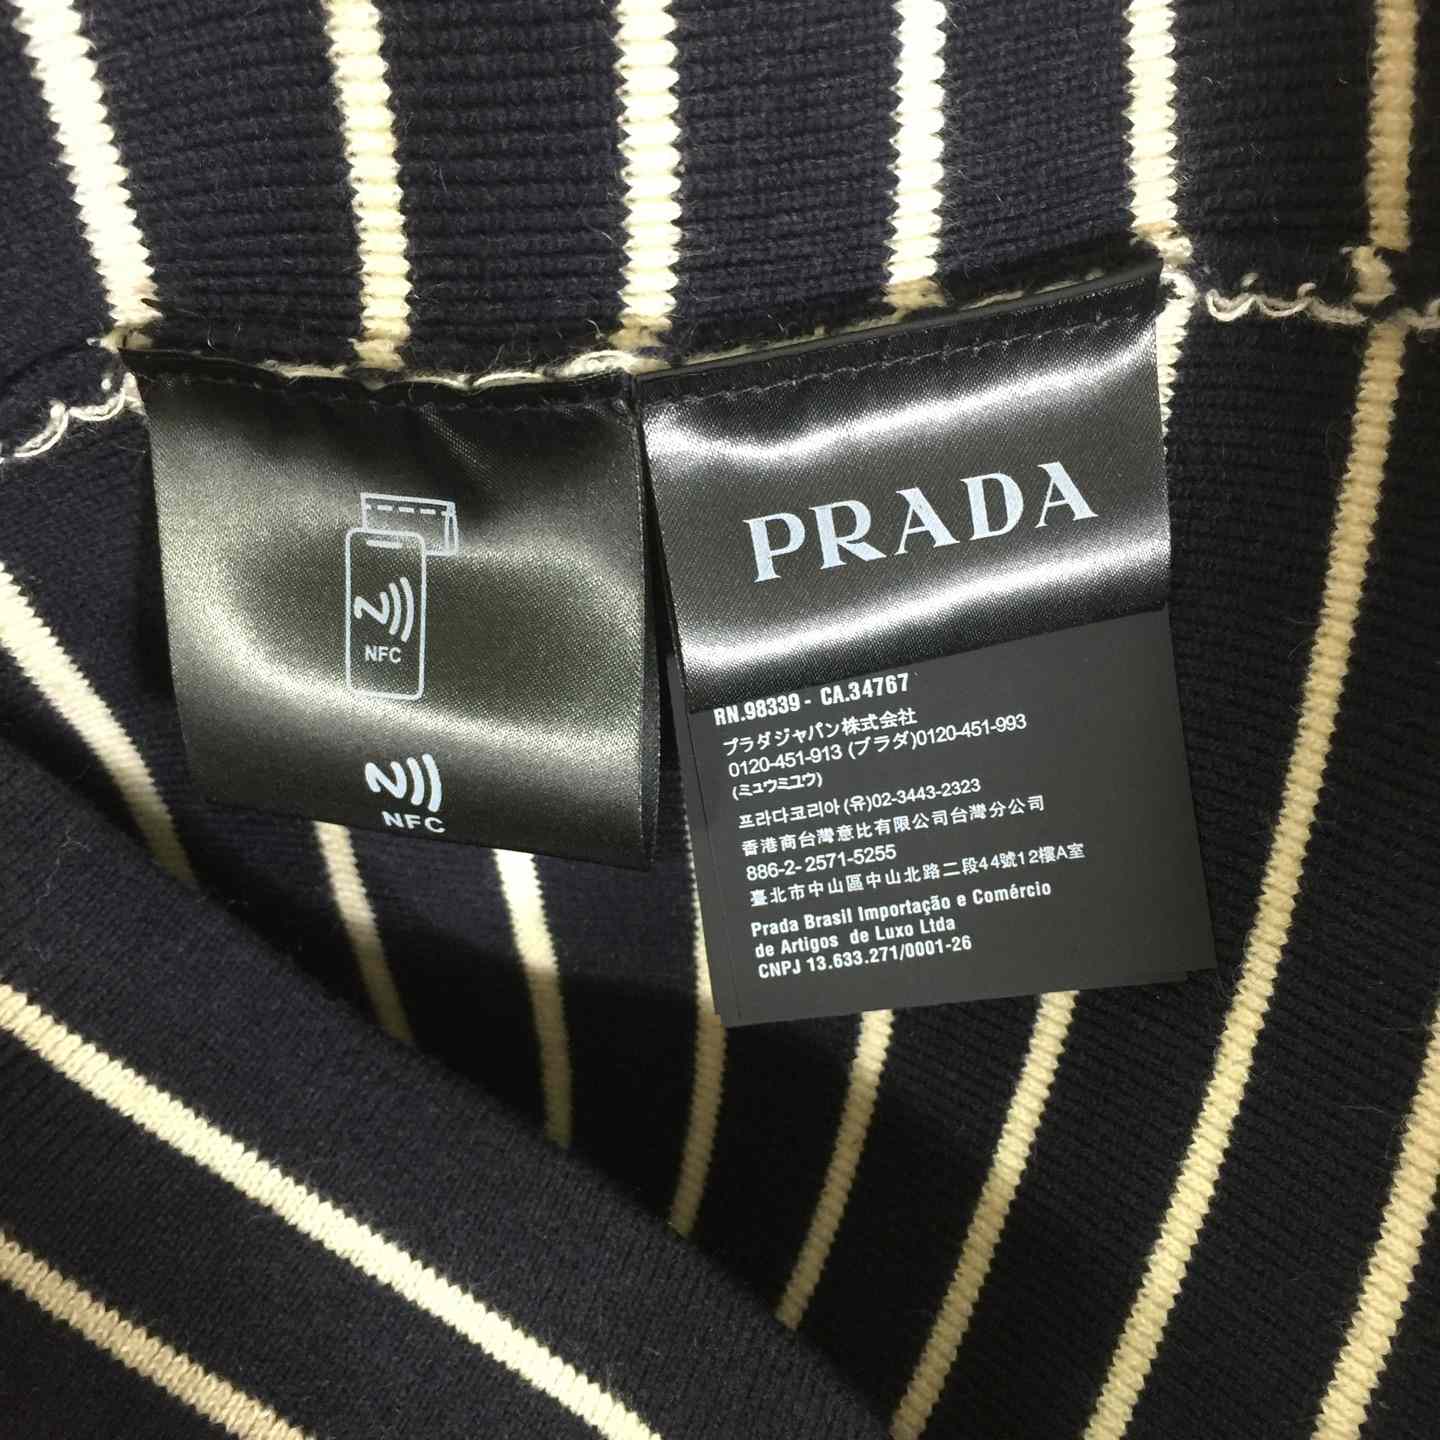 NFC
NFC
PRADA
RN.98339 - CA.34767
プラダジャパン株式会社
0120-451-913 (プラダ)0120-451-993
(ミュウミュウ)
프라다코리아 (유)02-3443-2323
香港商台灣意比有限公司台灣分公司
886-2-2571-5255
臺北市中山區中山北路二段44號12樓A室
Prada Brasil Importação e Comércio
de Artigos de Luxo Ltda
CNPJ 13.633.271/0001-26